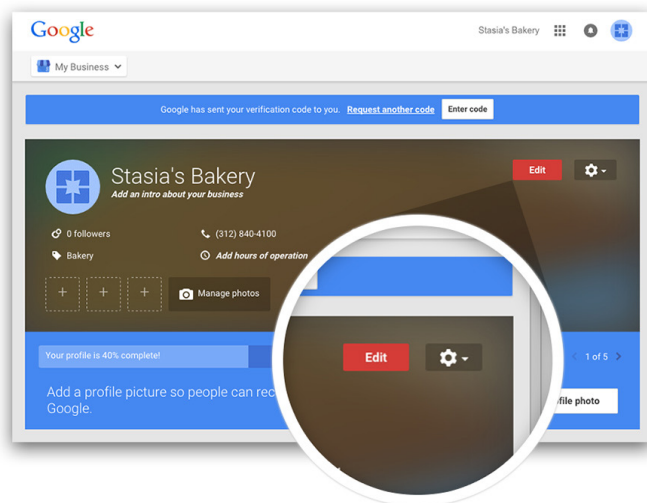 Google
Stasia's Bakery
My Business
Google has sent your verification code to you. Request another code Enter code
Stasia's Bakery
Add an intro about your business
Edit
0 followers
(312) 840-4100
Bakery
Add hours of operation
+ + +
Manage photos
Edit
Your profile is 40% complete!
1 of 5
Add a profile picture so people can rec
Google.
file photo